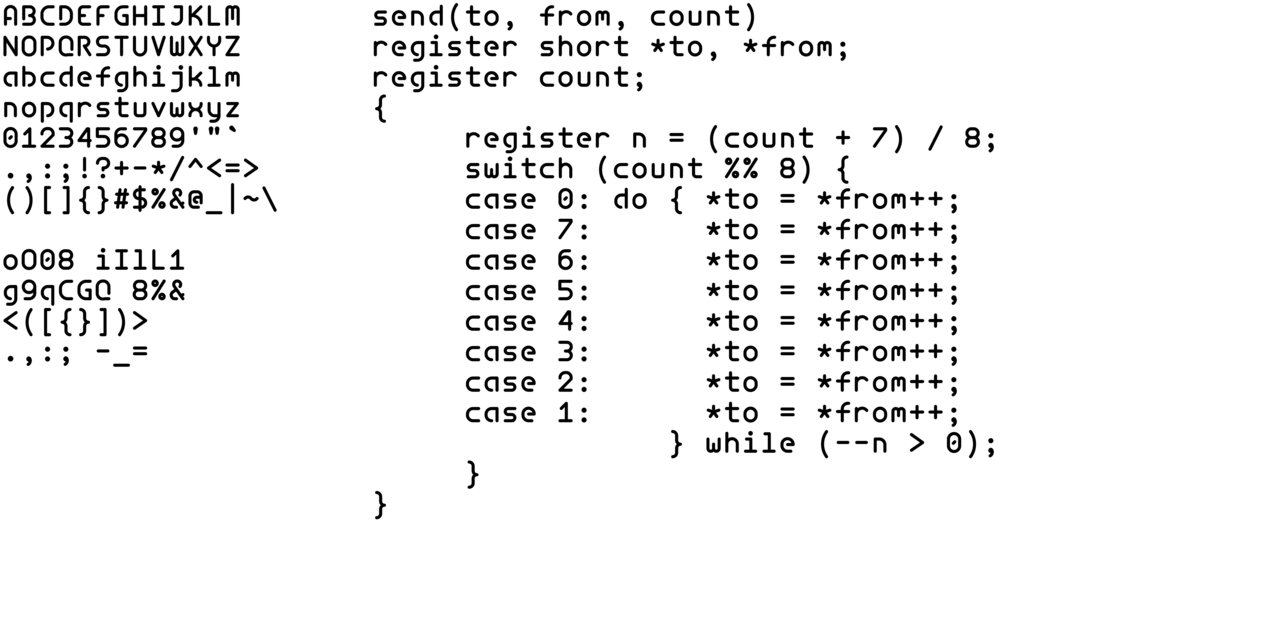 ABCDEFGHIJKLM
NOPQRSTUVWXYZ
abcdefghijklm
nopqrstuvwxyz
0123456789'"`
.,:;!?+-*/^<=>
()[]{}#$%&@_|~\
oO08 iIlL1
g9qCGQ 8%&
<([{}])>
.,:; -_=
send(to, from, count)
register short *to, *from;
register count;
{
     register n = (count + 7) / 8;
     switch (count %% 8) {
     case 0: do { *to = *from++;
     case 7:      *to = *from++;
     case 6:      *to = *from++;
     case 5:      *to = *from++;
     case 4:      *to = *from++;
     case 3:      *to = *from++;
     case 2:      *to = *from++;
     case 1:      *to = *from++;
                } while (--n > 0);
     }
}